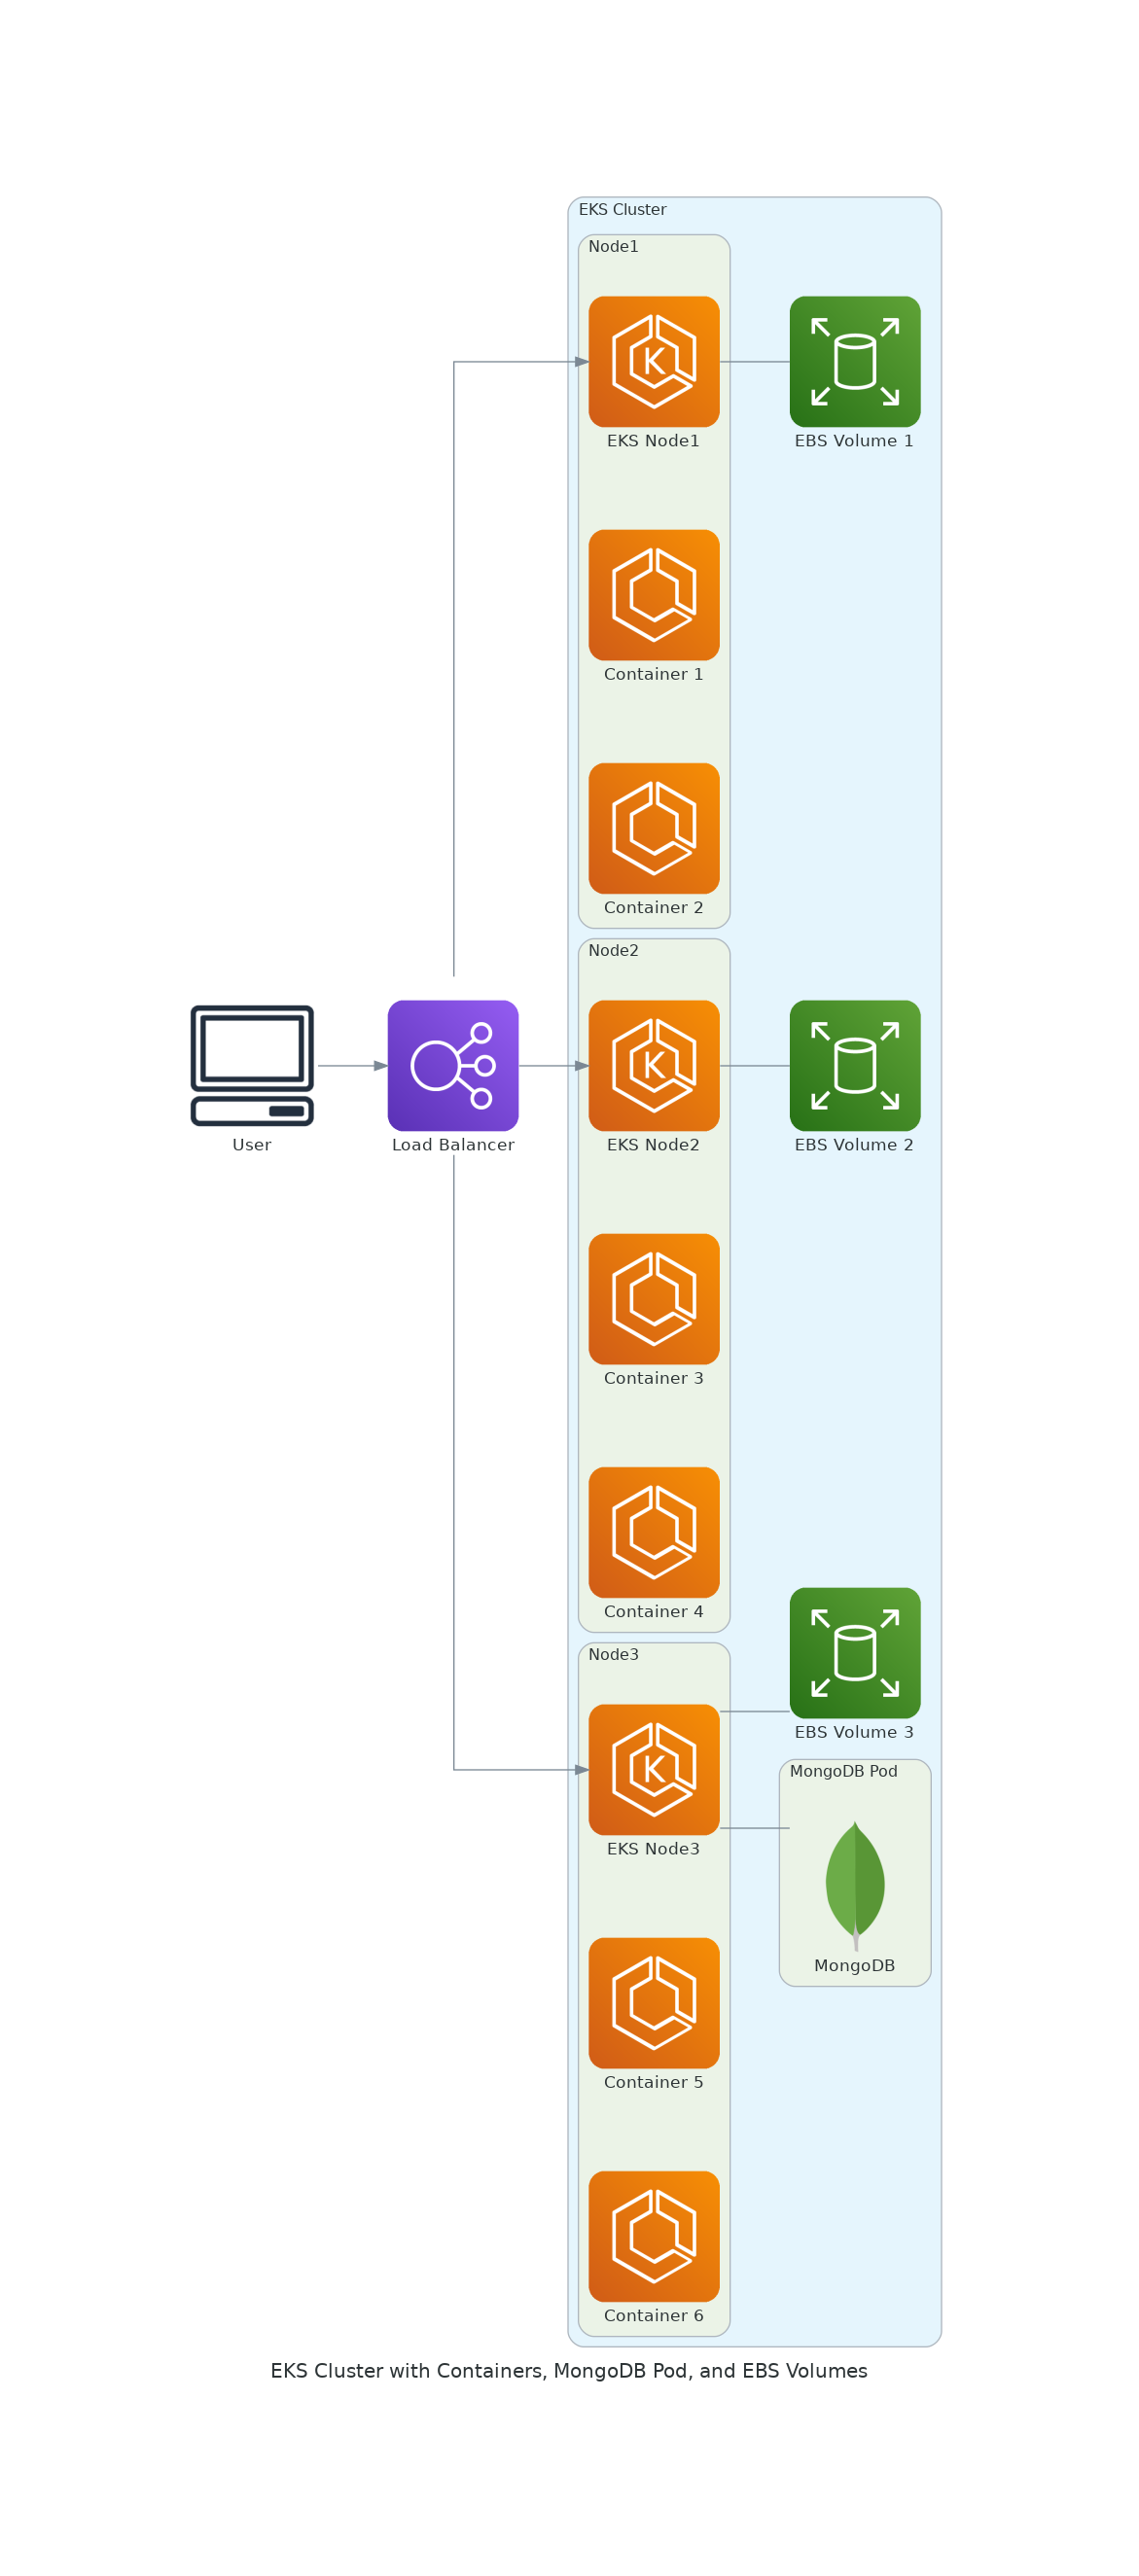 EKS Cluster
Node1
EKS Node1
EBS Volume 1
Container 1
Container 2
Node2
User
Load Balancer
EKS Node2
EBS Volume 2
Container 3
Container 4
Node3
EBS Volume 3
MongoDB Pod
EKS Node3
MongoDB
Container 5
Container 6
EKS Cluster with Containers, MongoDB Pod, and EBS Volumes